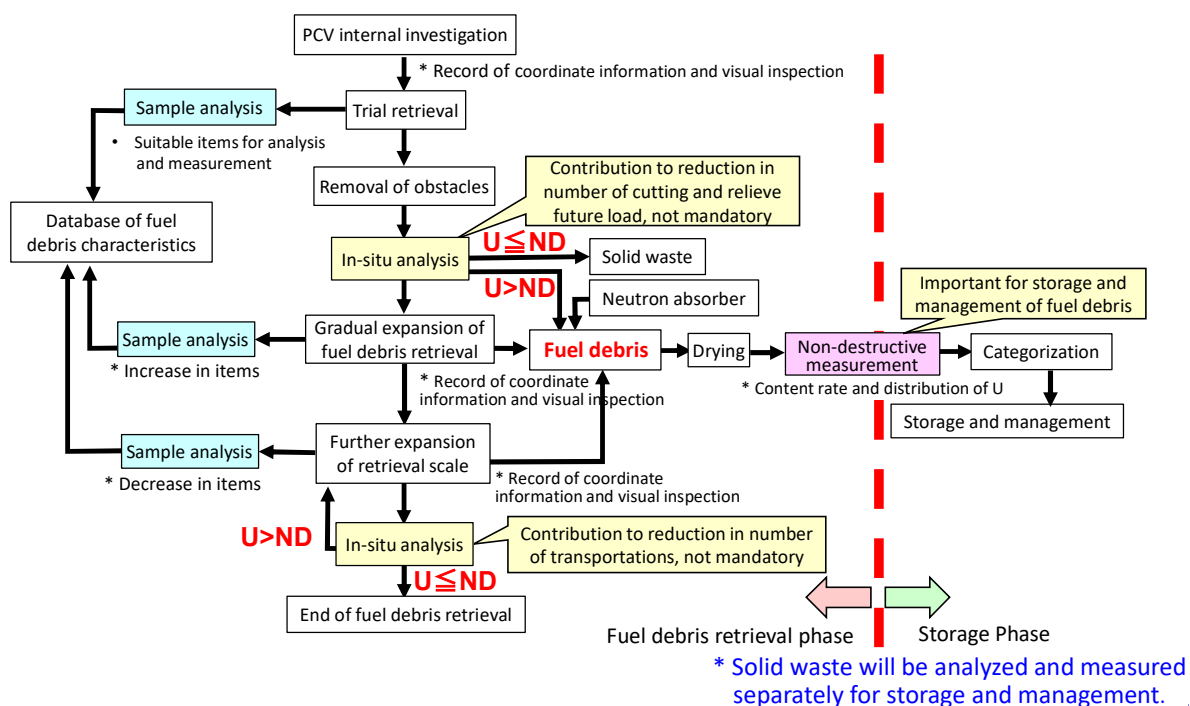 PCV internal investigation
* Record of coordinate information and visual inspection
Sample analysis
Trial retrieval
• Suitable items for analysis
and measurement
Removal of obstacles
Contribution to reduction in
number of cutting and relieve
future load, not mandatory
Database of fuel
debris characteristics
In-situ analysis
U≦ND
Solid waste
U>ND
Neutron absorber
Important for storage and
management of fuel debris
Sample analysis
Gradual expansion of
fuel debris retrieval
Fuel debris
Drying
Non-destructive
measurement
Categorization
* Increase in items
* Record of coordinate
information and visual inspection
* Content rate and distribution of U
Storage and management
Sample analysis
Further expansion
of retrieval scale
* Decrease in items
* Record of coordinate
information and visual inspection
U>ND
In-situ analysis
Contribution to reduction in number
of transportations, not mandatory
U≦ND
End of fuel debris retrieval
Fuel debris retrieval phase
Storage Phase
* Solid waste will be analyzed and measured
separately for storage and management.